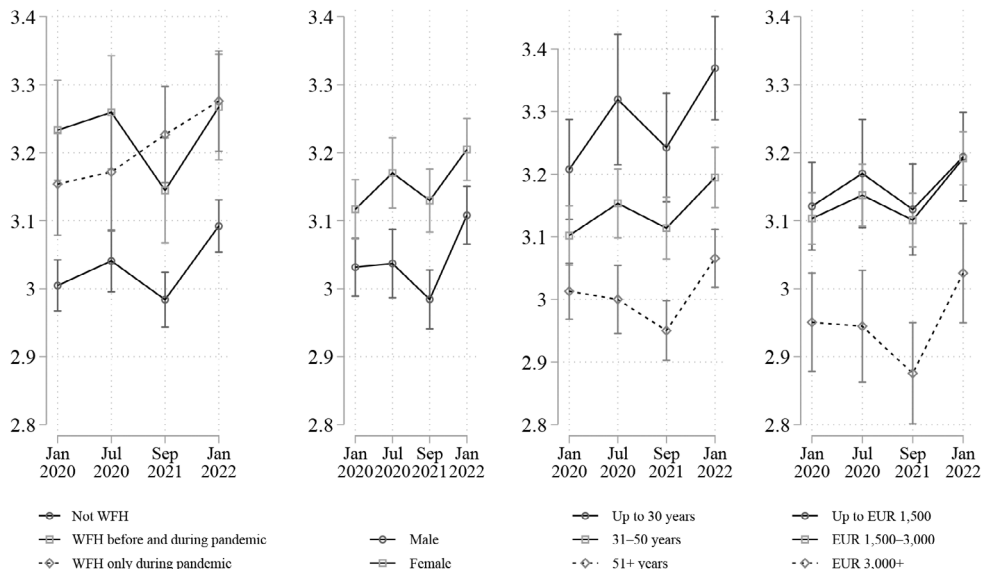 3.4
3.3
3.2
3.1
3
2.9
2.8
Jan 2020
Jul 2020
Sep 2021
Jan 2022
Not WFH
WFH before and during pandemic
WFH only during pandemic
3.4
3.3
3.2
3.1
3
2.9
2.8
Jan 2020
Jul 2020
Sep 2021
Jan 2022
Male
Female
3.4
3.3
3.2
3.1
3
2.9
2.8
Jan 2020
Jul 2020
Sep 2021
Jan 2022
Up to 30 years
31–50 years
51+ years
3.4
3.3
3.2
3.1
3
2.9
2.8
Jan 2020
Jul 2020
Sep 2021
Jan 2022
Up to EUR 1,500
EUR 1,500–3,000
EUR 3,000+